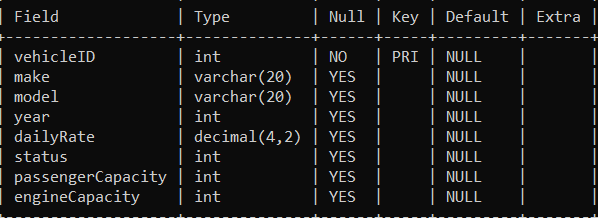 | Field | Type | Null | Key | Default | Extra |
| vehicleID | int | NO | PRI | NULL | |
| make | varchar(20) | YES | | NULL | |
| model | varchar(20) | YES | | NULL | |
| year | int | YES | | NULL | |
| dailyRate | decimal(4,2) | YES | | NULL | |
| status | int | YES | | NULL | |
| passengerCapacity | int | YES | | NULL | |
| engineCapacity | int | YES | | NULL | |